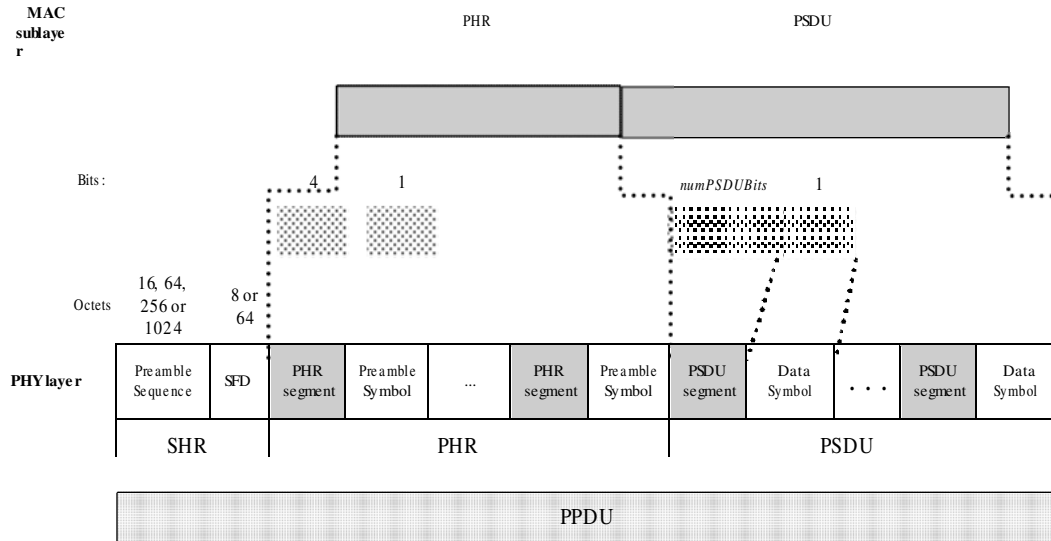 MAC
sublaye
r
PHR
PSDU
Bits:
4
1
numPSDUBits
1
Octets
16, 64,
256 or
1024
8 or
64
PHY layer
Preamble
Sequence
SFD
PHR
segment
Preamble
Symbol
...
PHR
segment
Preamble
Symbol
PSDU
segment
Data
Symbol
. . .
PSDU
segment
Data
Symbol
SHR
PHR
PSDU
PPDU